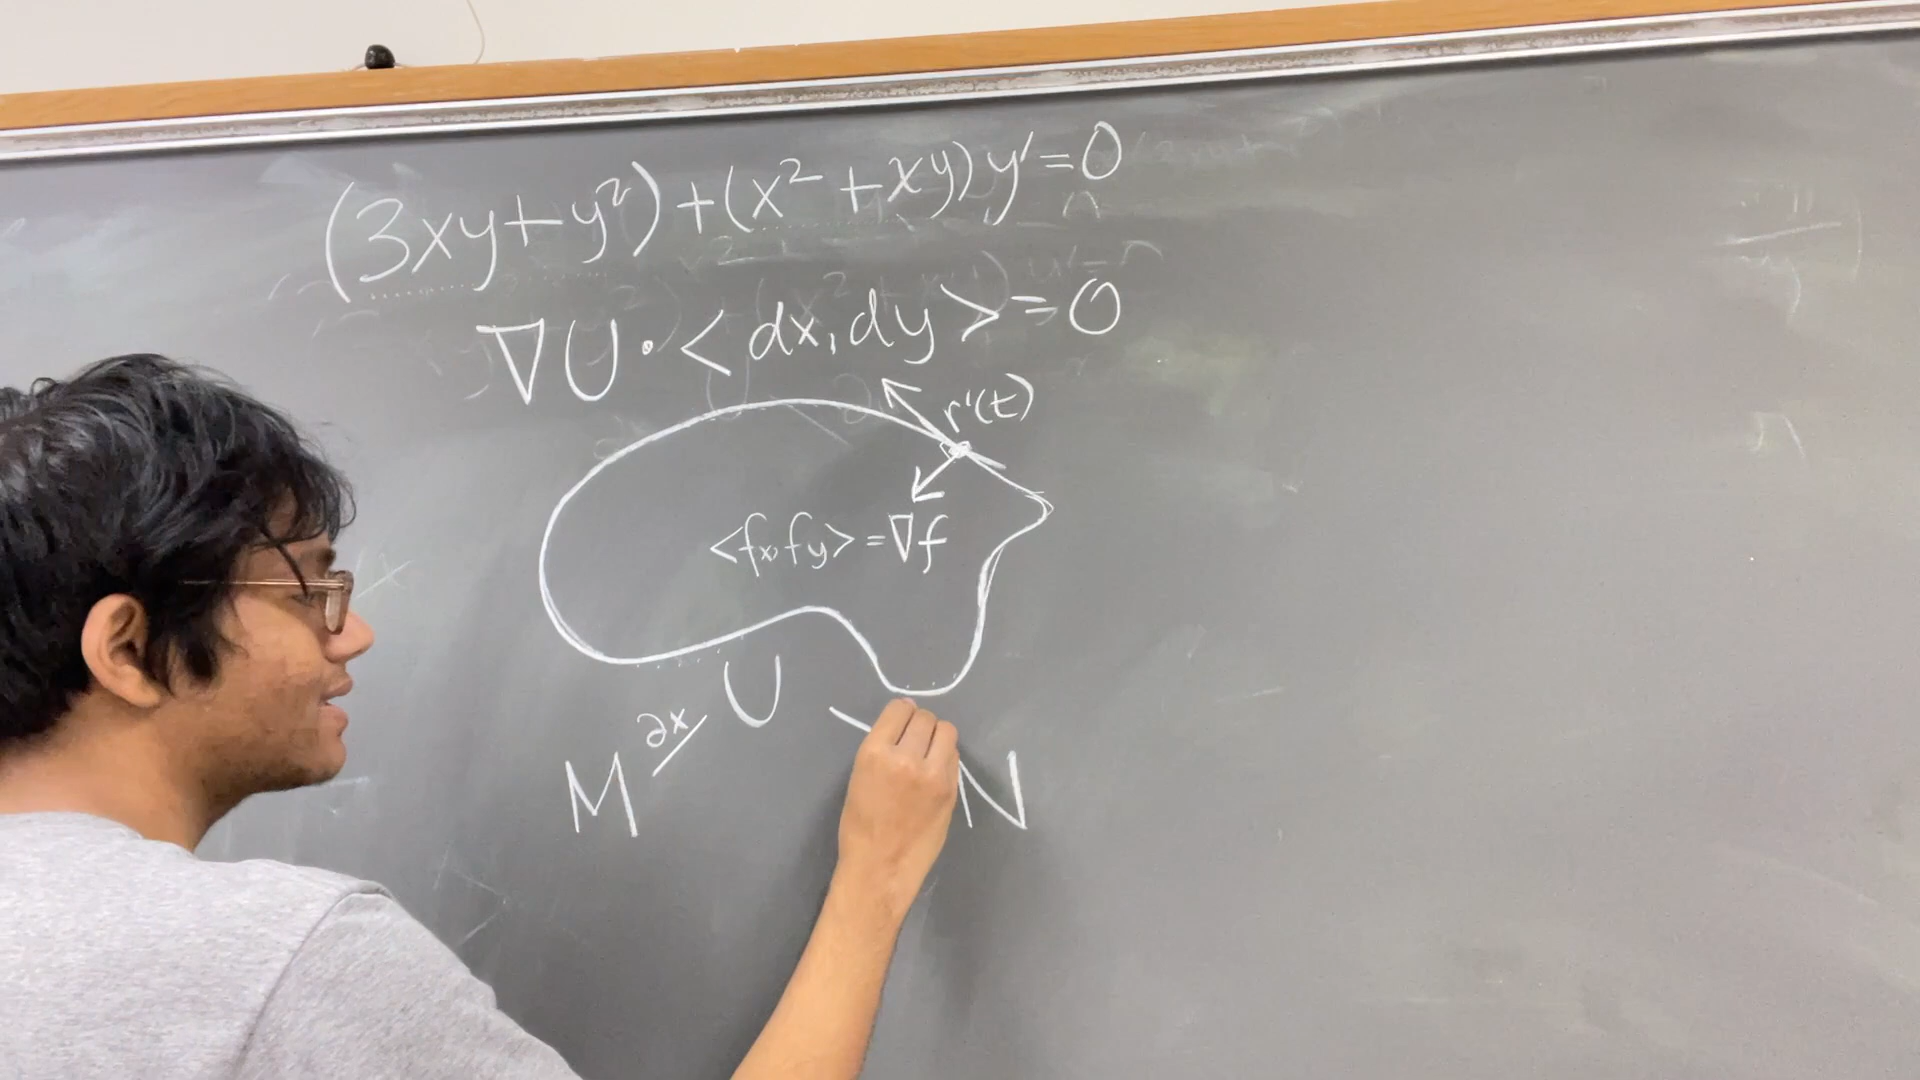 (3xy+y²)+(x²+xy)y'=0
∇U·<dx,dy>=0
r'(t)
<fx,fy>=∇f
U
∂x
M N